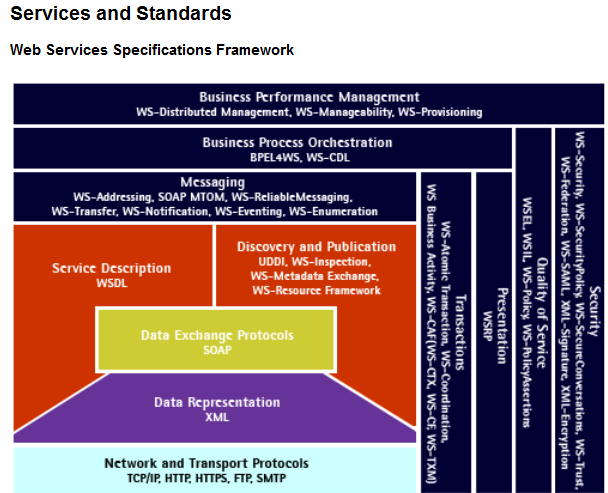 Services and Standards
Web Services Specifications Framework
Business Performance Management
WS-Distributed Management, WS-Manageability, WS-Provisioning
Business Process Orchestration
BPEL4WS, WS-CDL
Messaging
WS-Addressing, SOAP MTOM, WS-ReliableMessaging,
WS-Transfer, WS-Notification, WS-Eventing, WS-Enumeration
Service Description
WSDL
Discovery and Publication
UDDI, WS-Inspection,
WS-Metadata Exchange,
WS-Resource Framework
Data Exchange Protocols
SOAP
Data Representation
XML
Network and Transport Protocols
TCP/IP, HTTP, HTTPS, FTP, SMTP
Transactions
WS-Atomic Transaction, WS-Coordination,
WS Business Activity, WS-CAF(WS-CTX, WS-CF, WS-TXM)
Presentation
WSRP
Quality of Service
WSEL, WSIL, WS-Policy, WS-PolicyAssertions
Security
WS-Security, WS-SecurityPolicy, WS-SecureConversations, WS-Trust,
WS-Federation, WS-SAML, XML-Signature, XML-Encryption